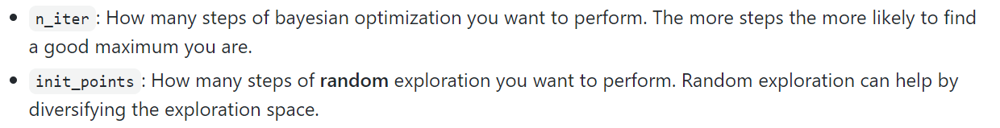 • n_iter: How many steps of bayesian optimization you want to perform. The more steps the more likely to find
a good maximum you are.
• init_points: How many steps of random exploration you want to perform. Random exploration can help by
diversifying the exploration space.